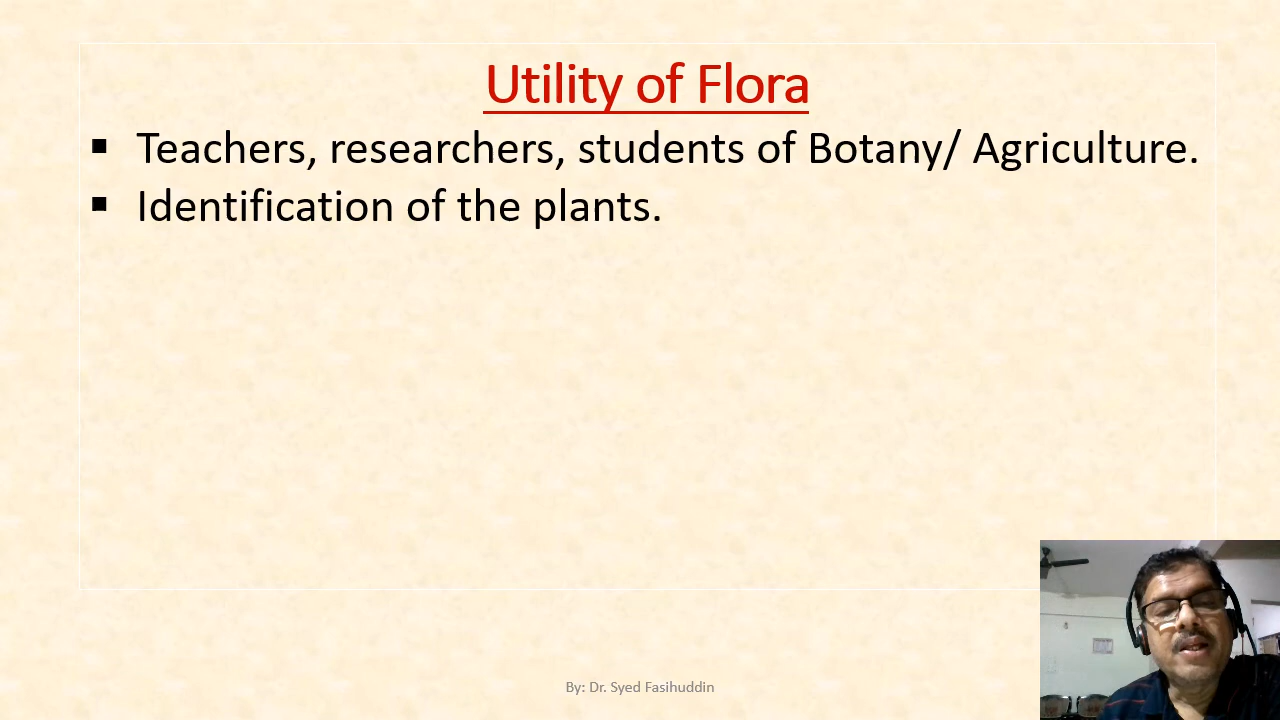 Utility of Flora
▪ Teachers, researchers, students of Botany/ Agriculture.
▪ Identification of the plants.
By: Dr. Syed Fasihuddin